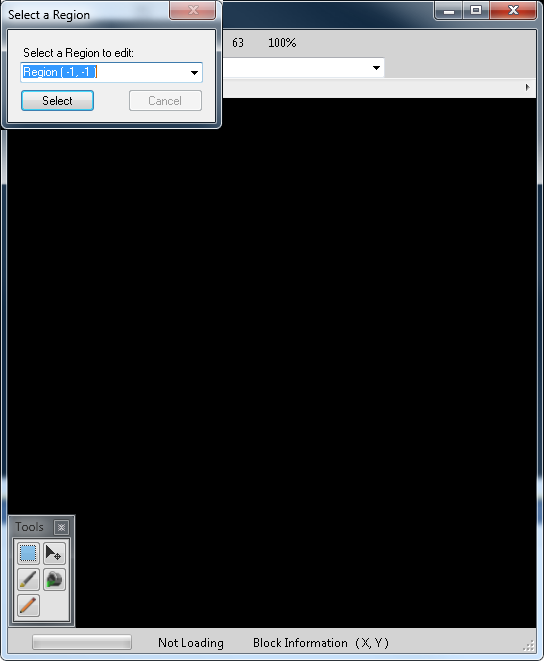 Select a Region
63 100%
Select a Region to edit:
Region ( -1, -1 )
Select Cancel
Tools
Not Loading Block Information ( X, Y )